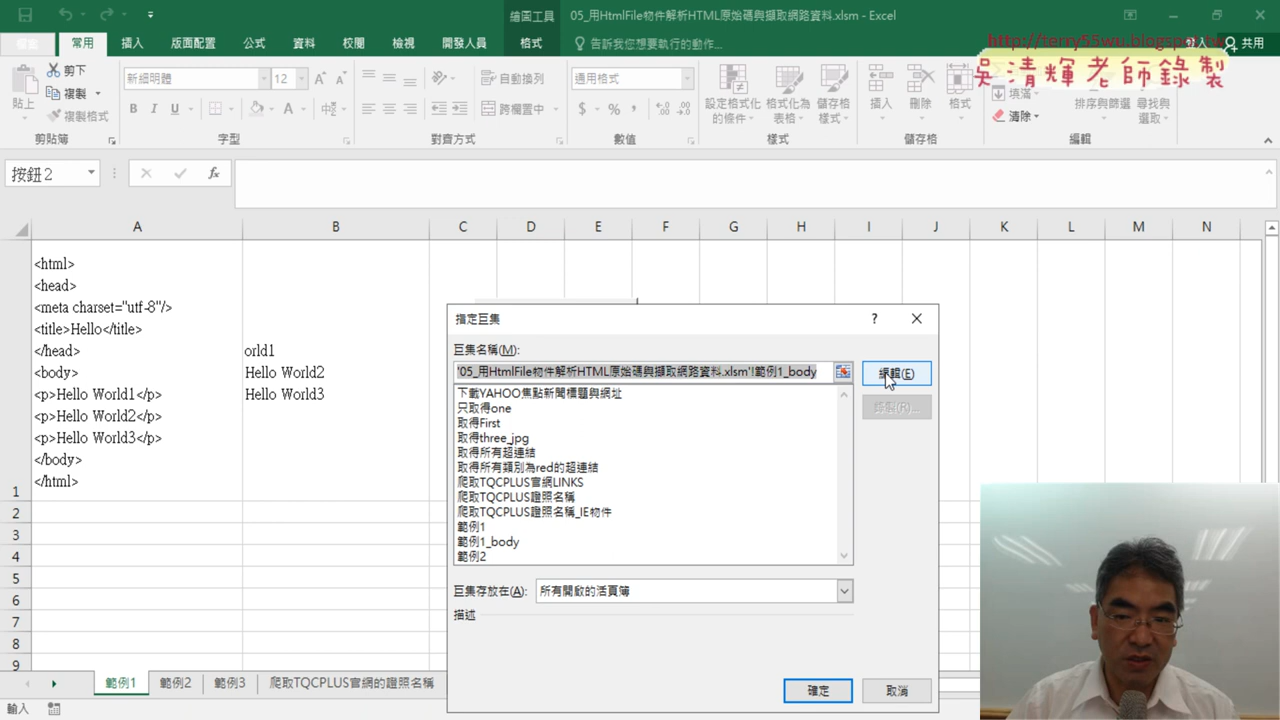 繪圖工具
05_用HtmlFile物件解析HTML原始碼與擷取網路資料.xlsm - Excel
http://terry55wu.blogspot.tw
吳清輝老師錄製
檔案 常用 插入 版面配置 公式 資料 校閱 檢視 開發人員 格式 告訴我您想要執行的動作... 登入 共用
貼上 剪下 複製 複製格式
新細明體 12
B I U
自動換列 跨欄置中
通用格式
$ % ,
設定格式化的條件 格式化為表格 儲存格樣式
插入 刪除 格式
填滿 清除 排序與篩選 尋找與選取
剪貼簿 字型 對齊方式 數值 樣式 儲存格 編輯
按鈕 2 fx
A B C D E F G H I J K L M N
<html>
<head>
<meta charset="utf-8"/>
<title>Hello</title>
</head> orld1
<body> Hello World2
<p>Hello World1</p> Hello World3
<p>Hello World2</p>
<p>Hello World3</p>
</body>
</html>
1
2
3
4
5
6
7
8
9
指定巨集 ?
巨集名稱(M):
'05_用HtmlFile物件解析HTML原始碼與擷取網路資料.xlsm'!範例1_body
編輯(E)
錄製(R)...
下載YAHOO焦點新聞標題與網址
只取得one
取得First
取得three_jpg
取得所有超連結
取得所有類別為red的超連結
爬取TQCPLUS官網LINKS
爬取TQCPLUS證照名稱
爬取TQCPLUS證照名稱_IE物件
範例1
範例1_body
範例2
巨集存放在(A): 所有開啟的活頁簿
描述
確定 取消
範例1 範例2 範例3 爬取TQCPLUS官網的證照名稱
輸入